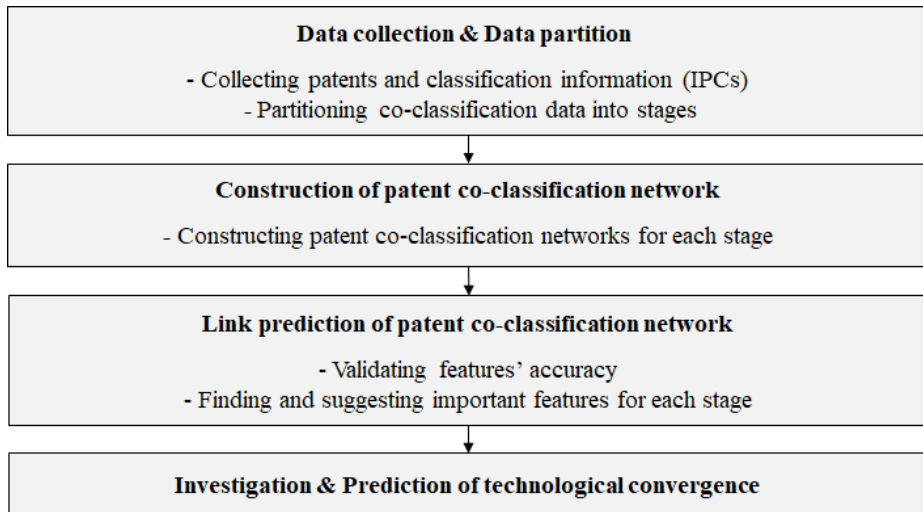 Data collection & Data partition
- Collecting patents and classification information (IPCs)
- Partitioning co-classification data into stages
Construction of patent co-classification network
- Constructing patent co-classification networks for each stage
Link prediction of patent co-classification network
- Validating features’ accuracy
- Finding and suggesting important features for each stage
Investigation & Prediction of technological convergence